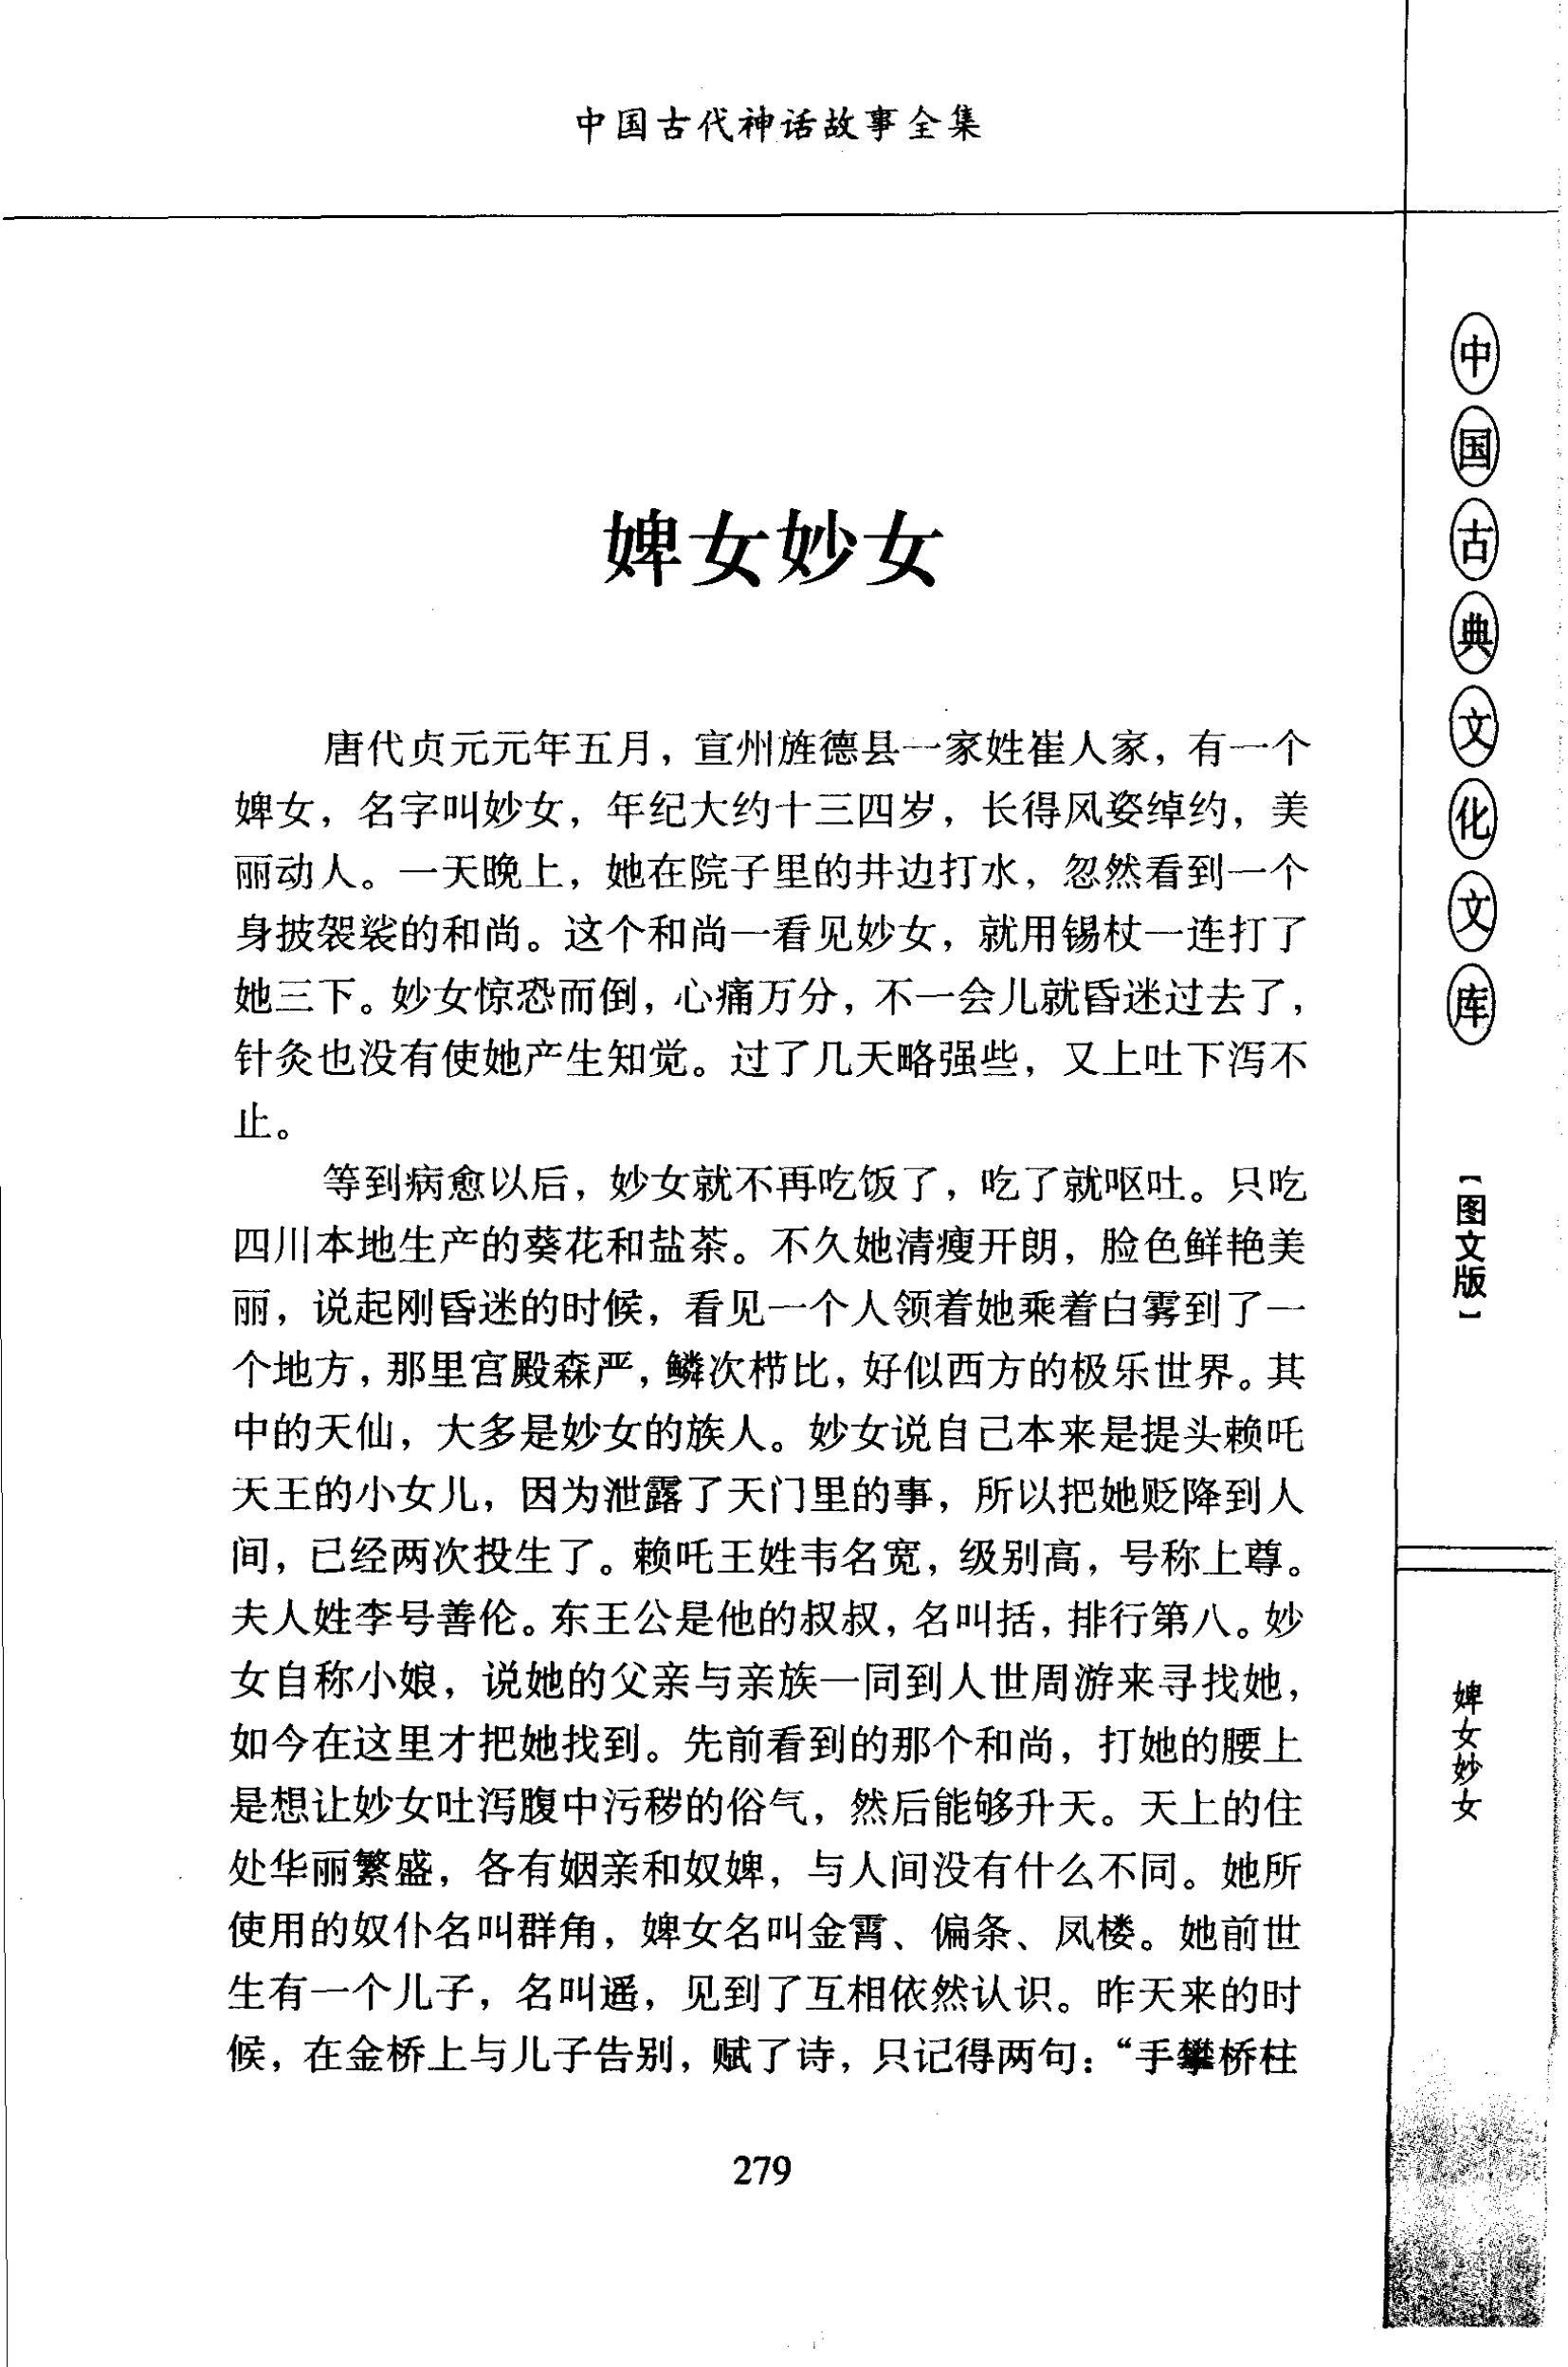 中国古代神话故事全集
婢女妙女
唐代贞元元年五月，宣州旌德县一家姓崔人家，有一个
婢女，名字叫妙女，年纪大约十三四岁，长得风姿绰约，美
丽动人。一天晚上，她在院子里的井边打水，忽然看到一个
身披袈裟的和尚。这个和尚一看见妙女，就用锡杖一连打了
她三下。妙女惊恐而倒，心痛万分，不一会儿就昏迷过去了，
针灸也没有使她产生知觉。过了几天略强些，又上吐下泻不
止。
等到病愈以后，妙女就不再吃饭了，吃了就呕吐。只吃
四川本地生产的葵花和盐茶。不久她清瘦开朗，脸色鲜艳美
丽，说起刚昏迷的时候，看见一个人领着她乘着白雾到了一
个地方，那里宫殿森严，鳞次栉比，好似西方的极乐世界。其
中的天仙，大多是妙女的族人。妙女说自己本来是提头赖吒
天王的小女儿，因为泄露了天门里的事，所以把她贬降到人
间，已经两次投生了。赖吒王姓韦名宽，级别高，号称上尊。
夫人姓李号善伦。东王公是他的叔叔，名叫括，排行第八。妙
女自称小娘，说她的父亲与亲族一同到人世周游来寻找她，
如今在这里才把她找到。先前看到的那个和尚，打她的腰上
是想让妙女吐泻腹中污秽的俗气，然后能够升天。天上的住
处华丽繁盛，各有姻亲和奴婢，与人间没有什么不同。她所
使用的奴仆名叫群角，婢女名叫金霄、偏条、凤楼。她前世
生有一个儿子，名叫遥，见到了互相依然认识。昨天来的时
候，在金桥上与儿子告别，赋了诗，只记得两句：“手攀桥柱
279
中国古典文化文库
【图文版】
婢女妙女